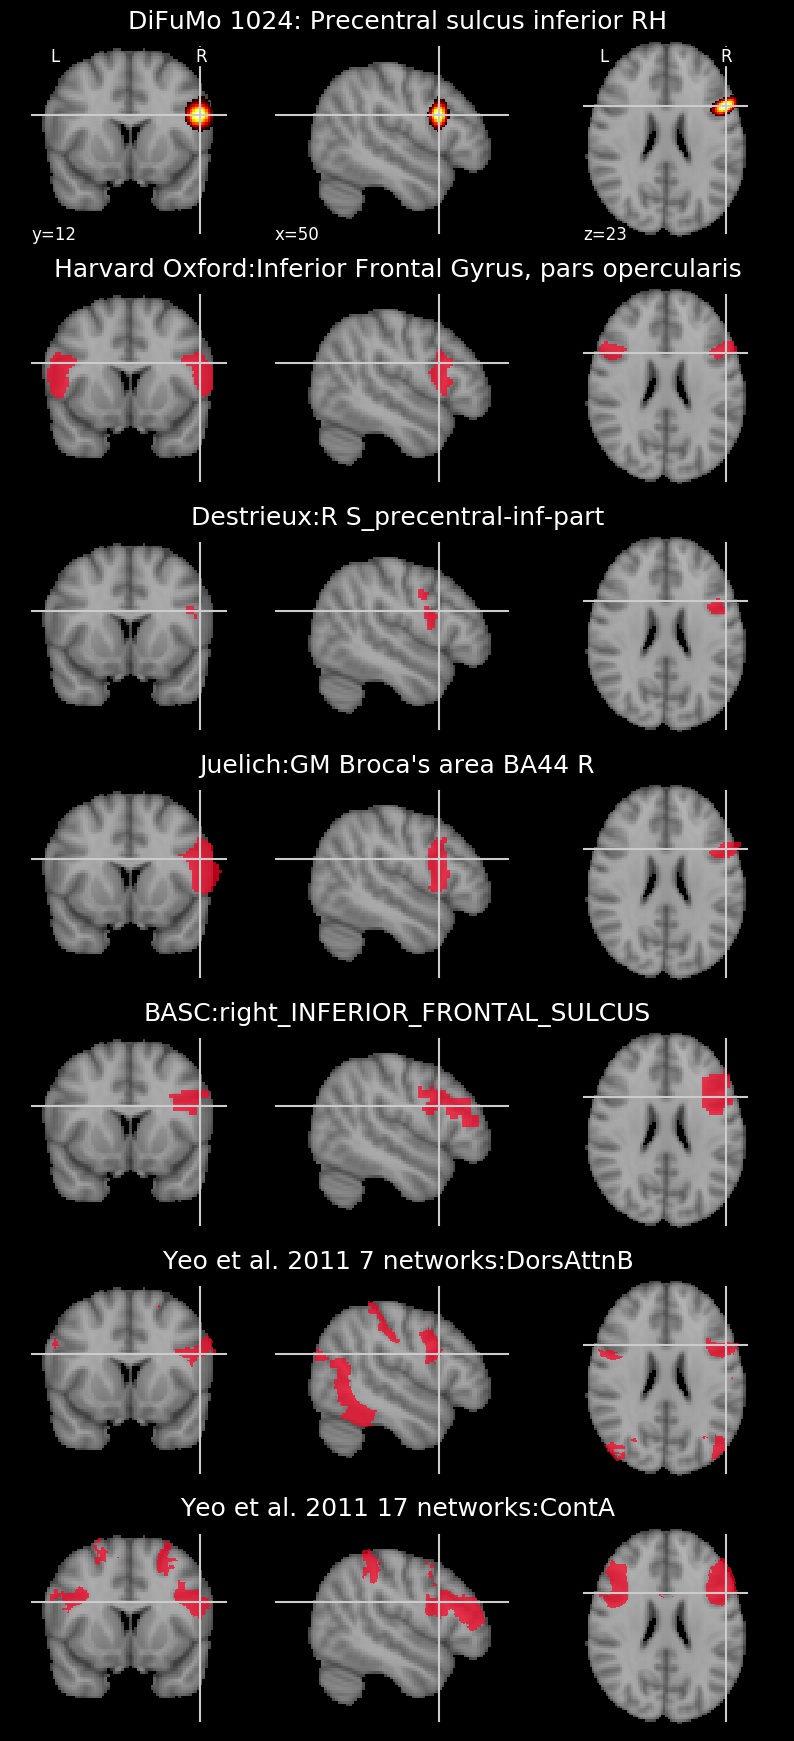 DiFuMo 1024: Precentral sulcus inferior RH
L R L R
y=12 x=50 z=23
Harvard Oxford:Inferior Frontal Gyrus, pars opercularis
Destrieux:R S_precentral-inf-part
Juelich:GM Broca's area BA44 R
BASC:right_INFERIOR_FRONTAL_SULCUS
Yeo et al. 2011 7 networks:DorsAttnB
Yeo et al. 2011 17 networks:ContA